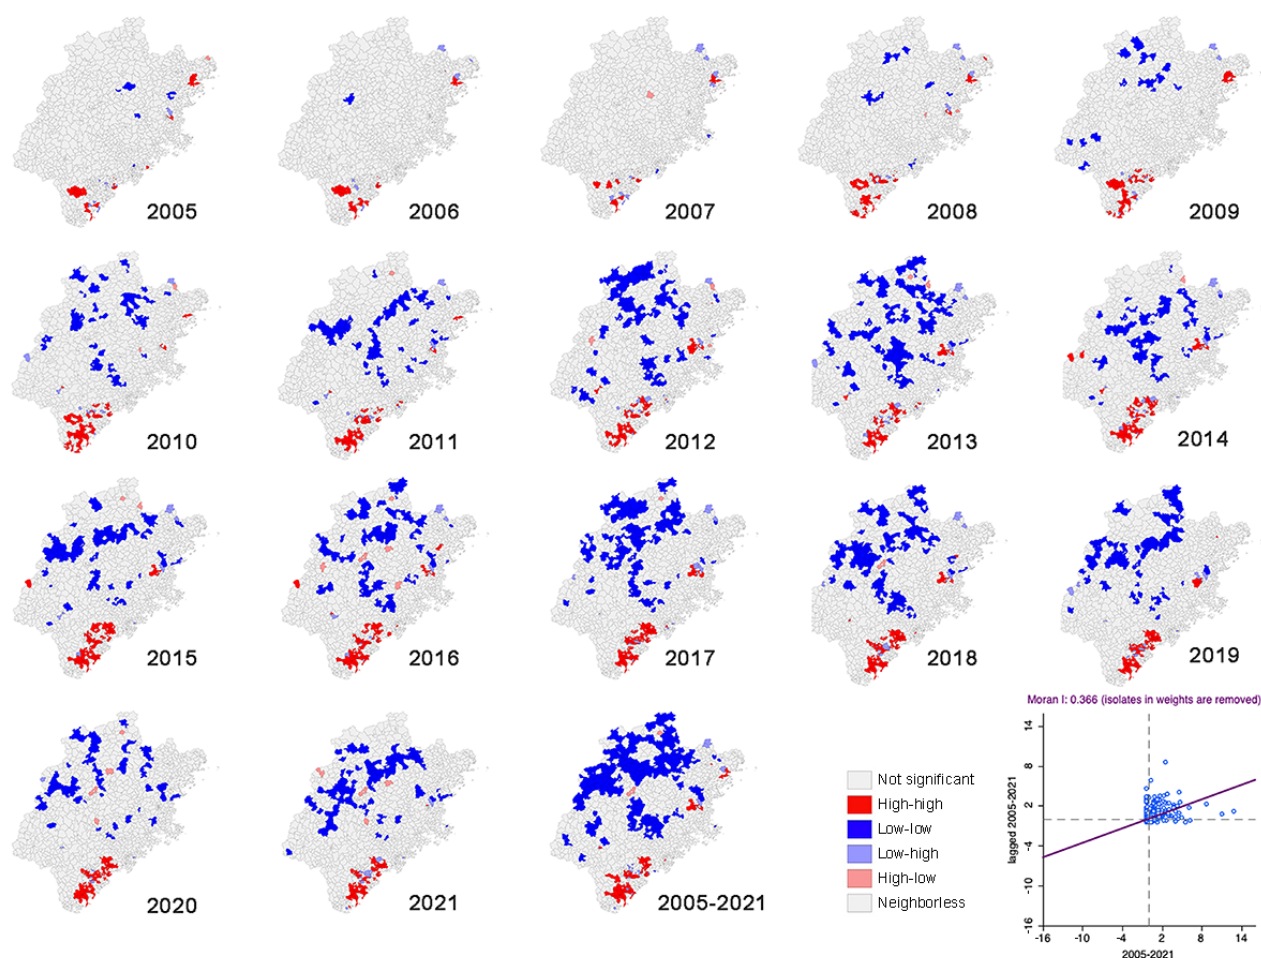 2005
2006
2007
2008
2009
2010
2011
2012
2013
2014
2015
2016
2017
2018
2019
2020
2021
2005-2021
Not significant
High-high
Low-low
Low-high
High-low
Neighborless
Moran I: 0.366 (isolates in weights are removed)
lagged 2005-2021
14
8
2
-4
-10
-16
-16 -10 -4 2 8 14
2005-2021